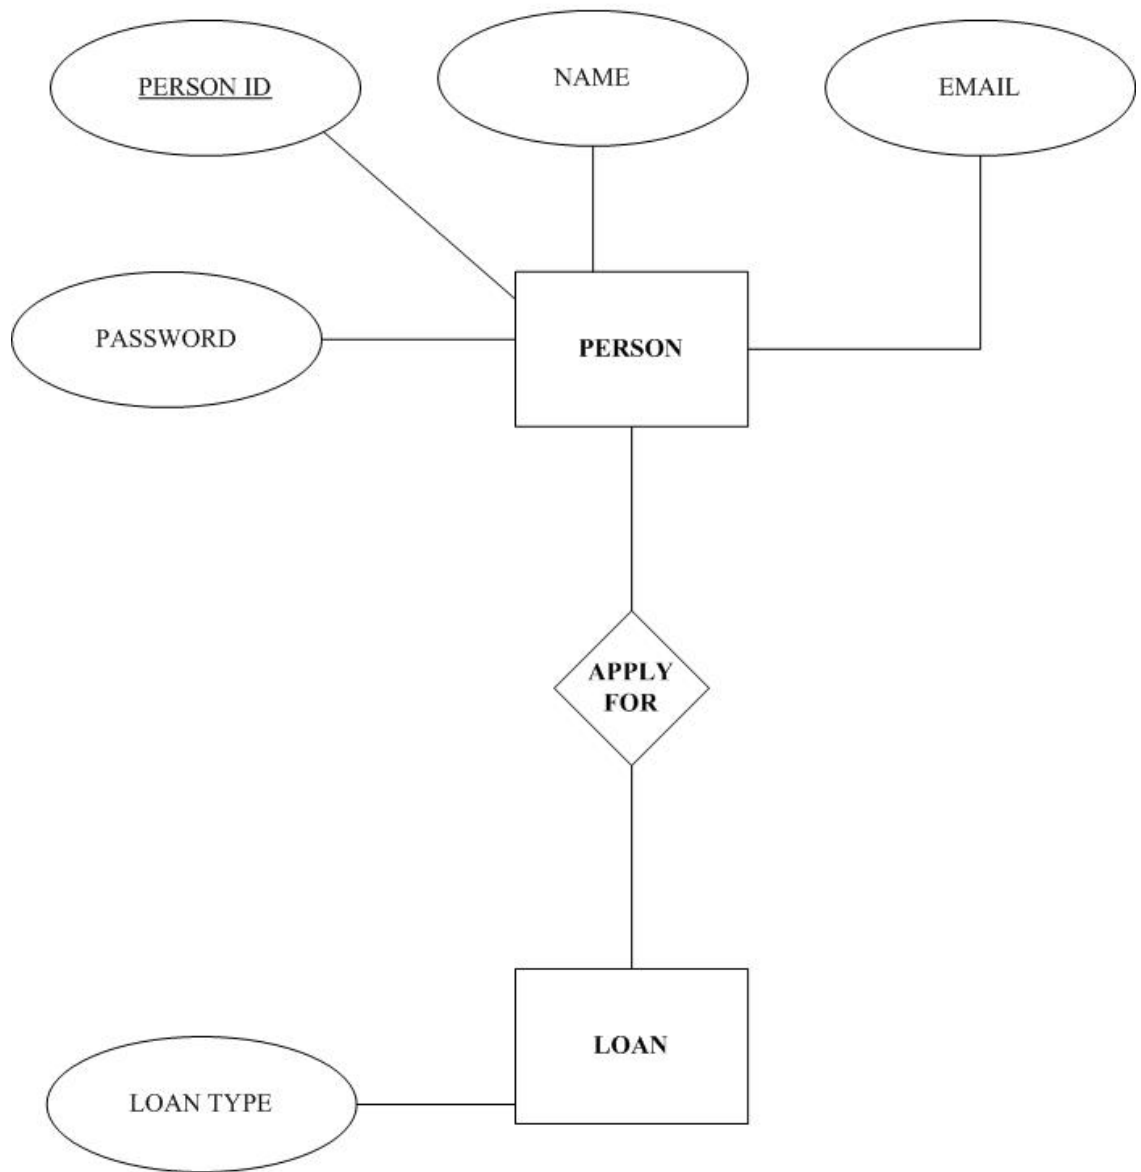 PERSON ID
NAME
EMAIL
PASSWORD
PERSON
APPLY
FOR
LOAN
LOAN TYPE